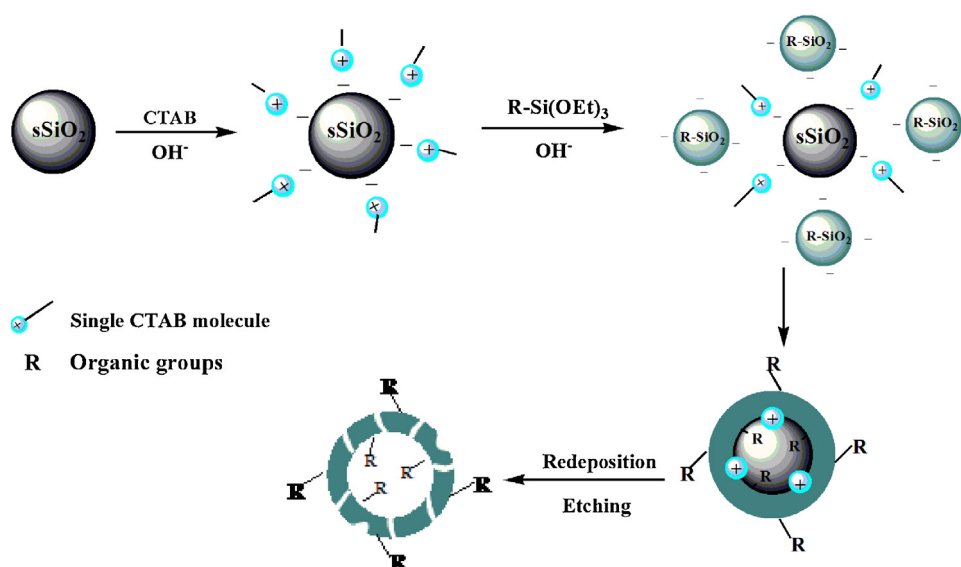 sSiO2
CTAB
OH-
sSiO2
+
+
+
+
+
+
R-Si(OEt)3
OH-
R-SiO2
R-SiO2
R-SiO2
R-SiO2
sSiO2
+
+
+
+
Single CTAB molecule
R Organic groups
R
R
R
R
R
R
R
+
+
+
Redeposition
Etching
R
R
R
R
R
R
R